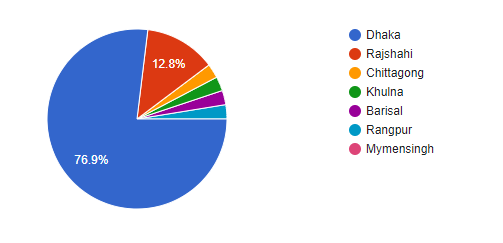 12.8%
76.9%
Dhaka
Rajshahi
Chittagong
Khulna
Barisal
Rangpur
Mymensingh